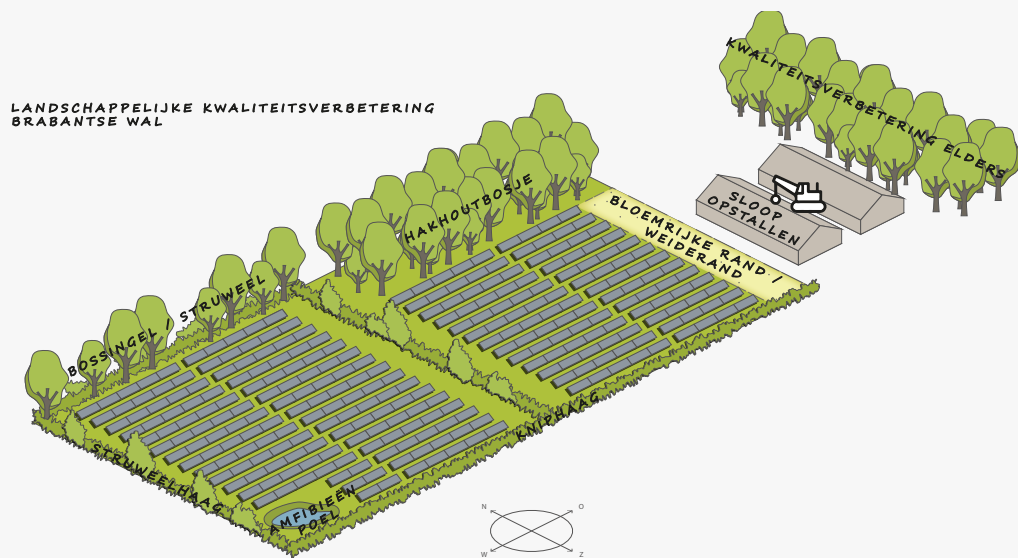 LANDSCHAPPELIJKE KWALITEITSVERBETERING
BRABANTSE WAL
KWALITEITSVERBETERING ELDERS
SLOOP
OPSTALLEN
HAKHOUTBOSJE
BLOEMRIJKE RAND /
WEIDERAND
BOSSINGEL / STRUWEEL
KNIPHAAG
STRUWEELHAAG
AMFIBIEEN
POEL
N
O
W
Z